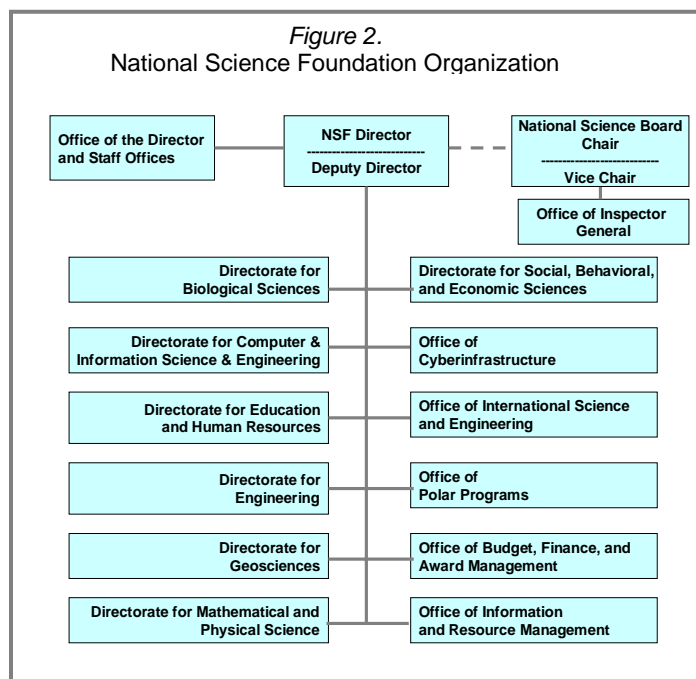 Figure 2.
National Science Foundation Organization
Office of the Director
and Staff Offices
NSF Director
----------------------------
Deputy Director
National Science Board
Chair
----------------------------
Vice Chair
Office of Inspector
General
Directorate for
Biological Sciences
Directorate for Social, Behavioral,
and Economic Sciences
Directorate for Computer &
Information Science & Engineering
Office of
Cyberinfrastructure
Directorate for Education
and Human Resources
Office of International Science
and Engineering
Directorate for
Engineering
Office of
Polar Programs
Directorate for
Geosciences
Office of Budget, Finance, and
Award Management
Directorate for Mathematical and
Physical Science
Office of Information
and Resource Management